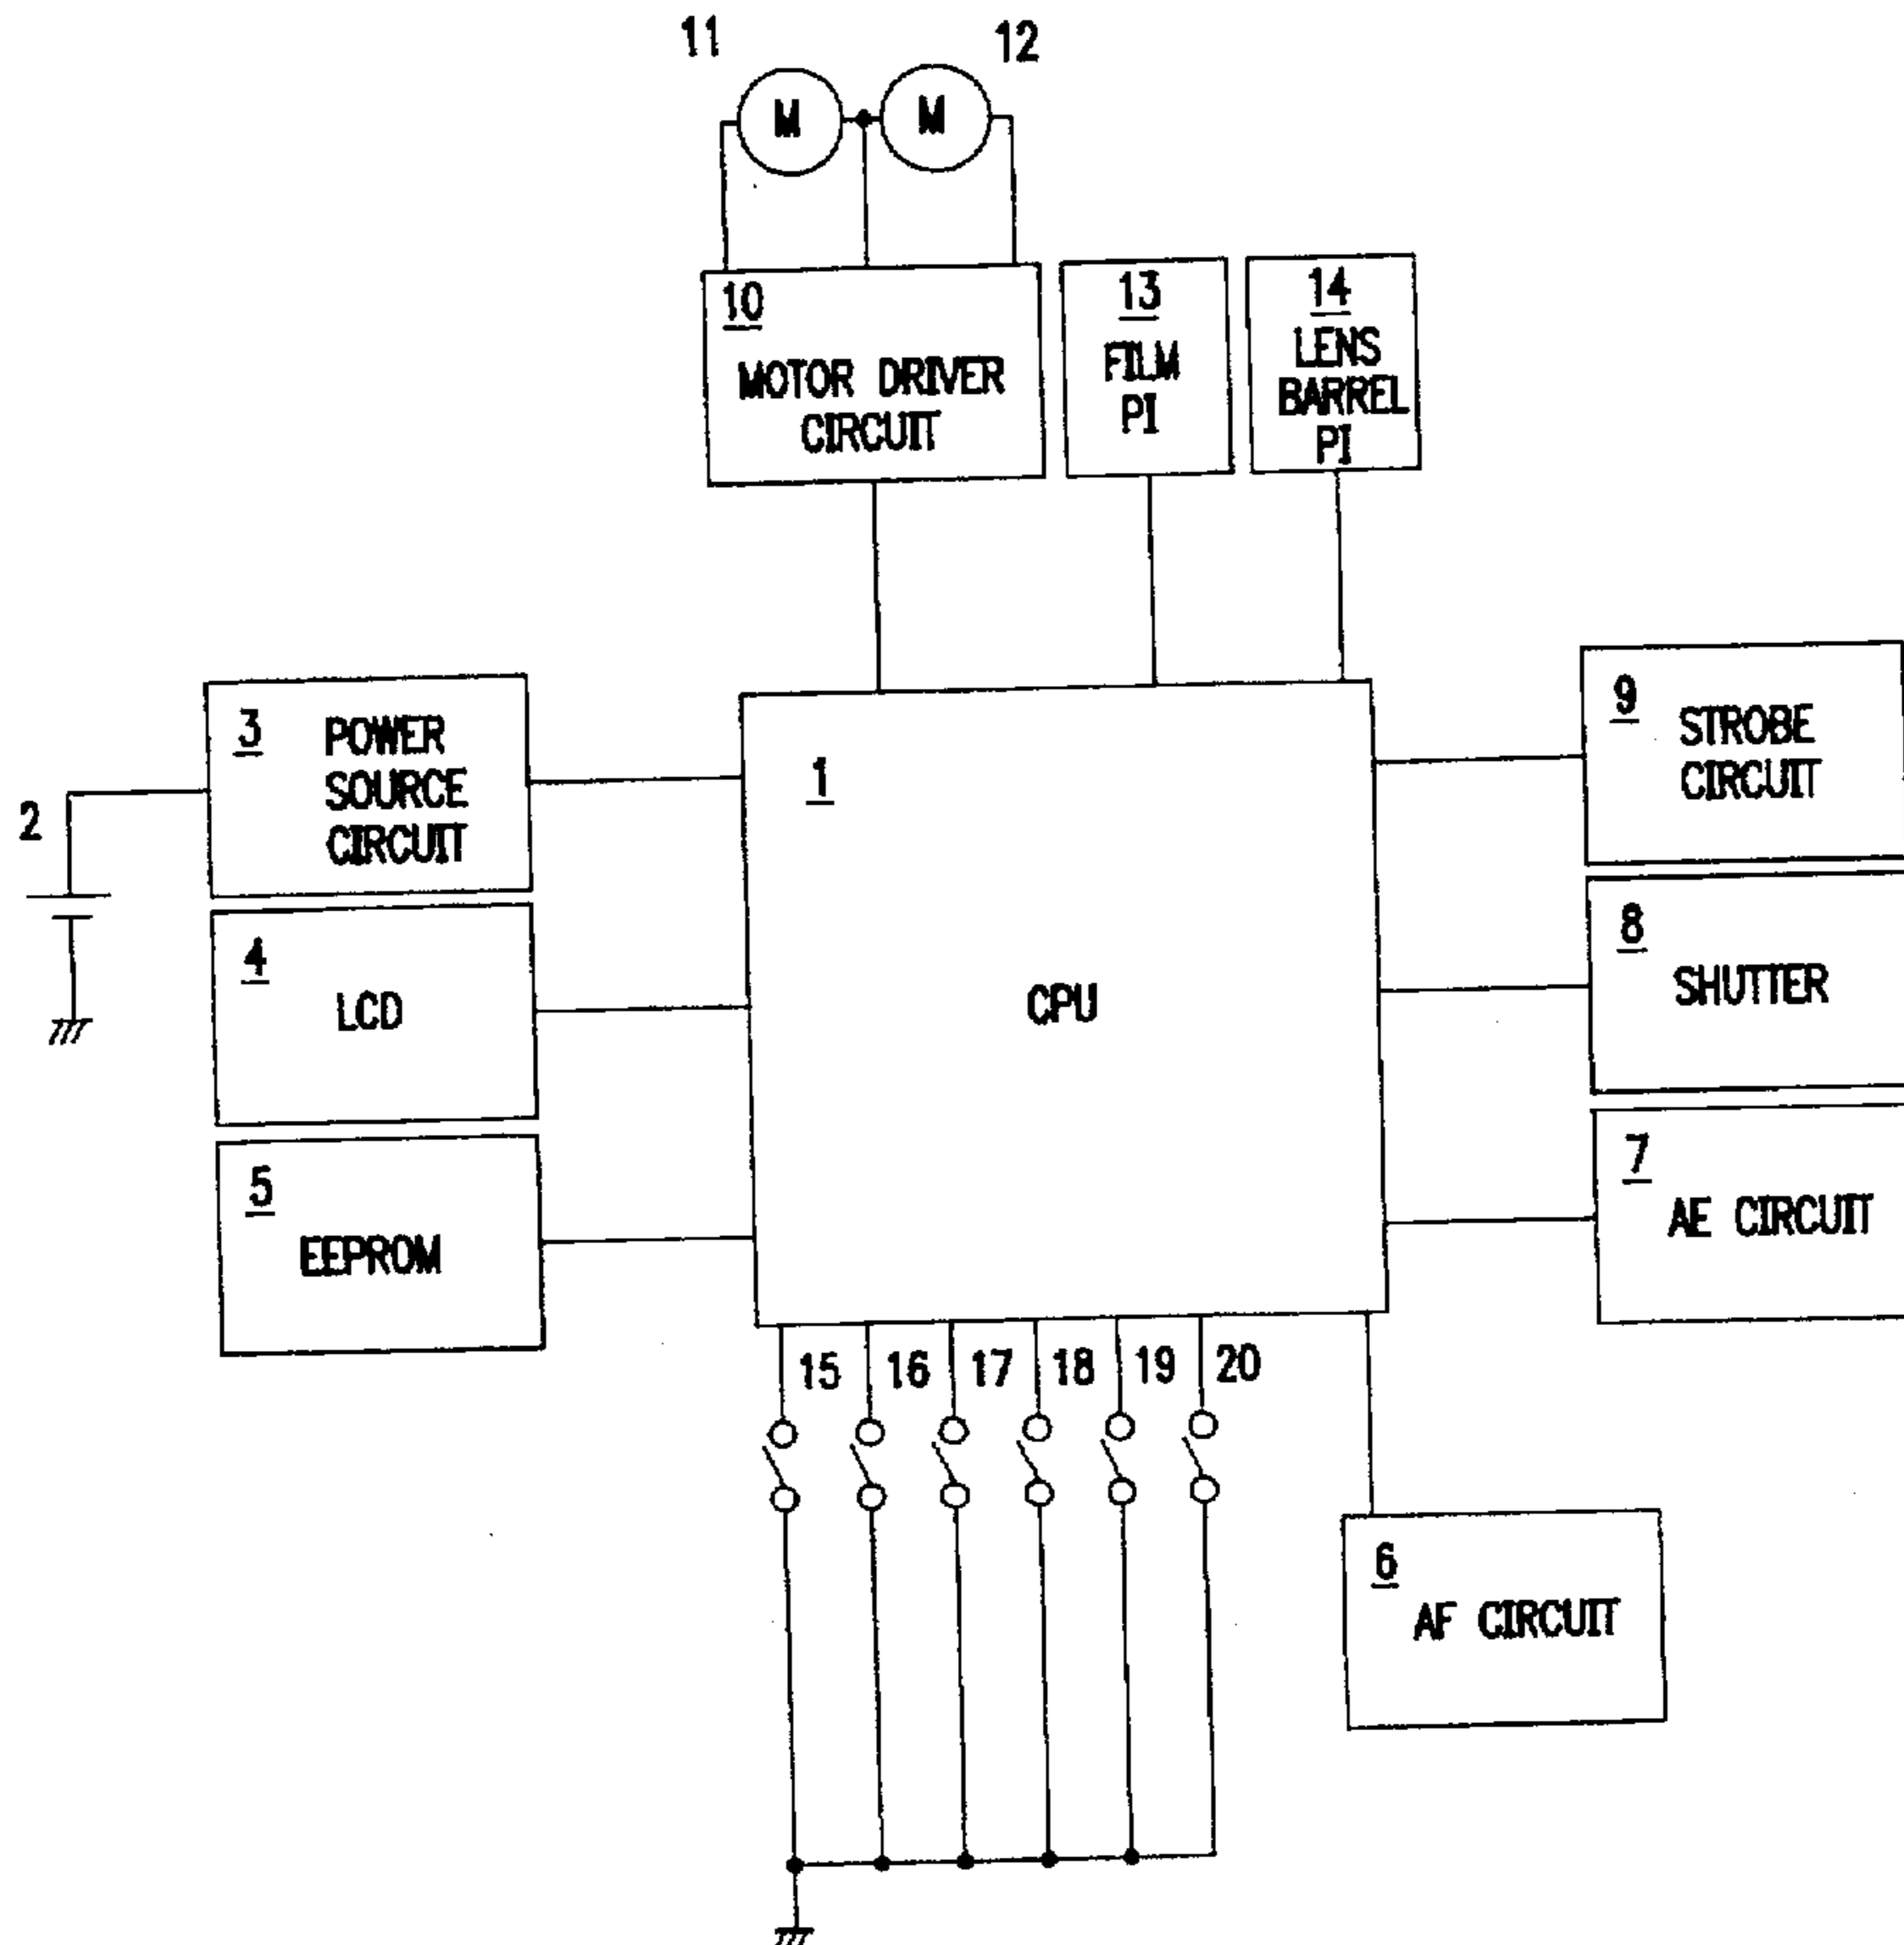 11
12
M
M
10
MOTOR DRIVER
CIRCUIT
13
FILM
PI
14
LENS
BARREL
PI
2
3
POWER
SOURCE
CIRCUIT
4
LCD
5
EEPROM
1
CPU
9
STROBE
CIRCUIT
8
SHUTTER
7
AE CIRCUIT
15
16
17
18
19
20
6
AF CIRCUIT